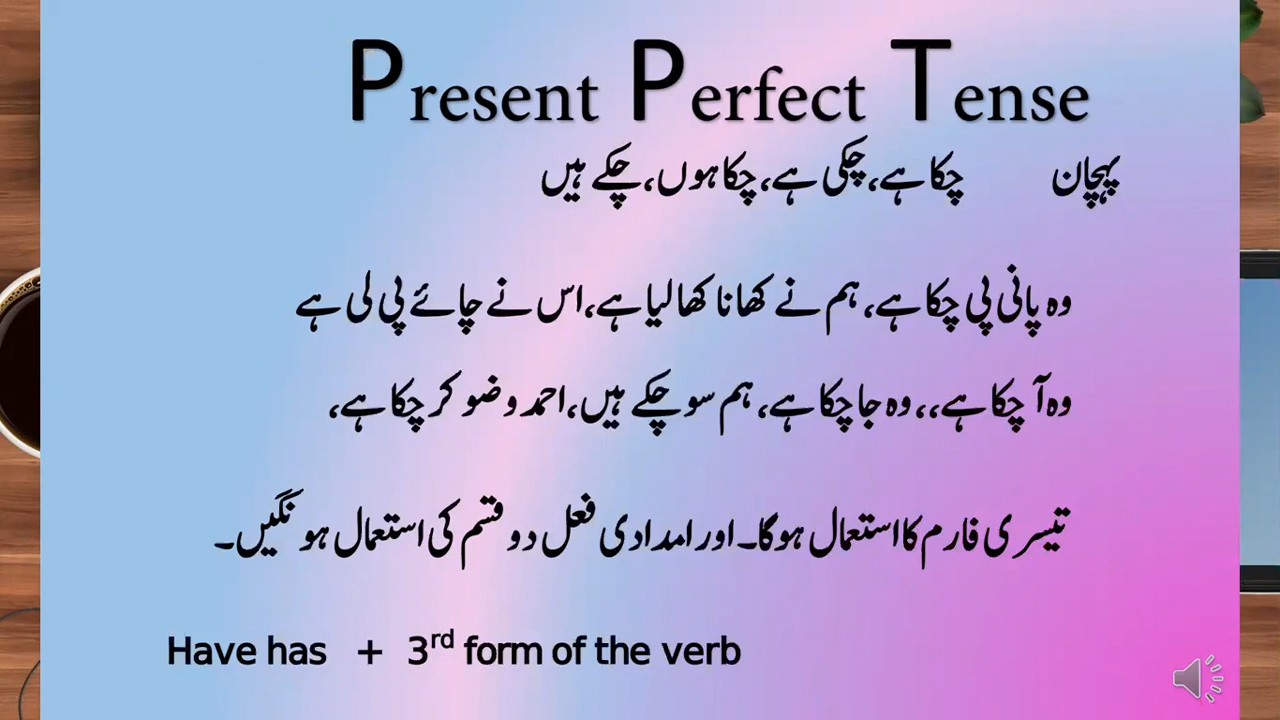 Present Perfect Tense
پہچان چکا ہے، چکی ہے، چکا ہوں، چکے ہیں
وہ پانی پی چکا ہے، ہم نے کھانا کھا لیا ہے، اس نے چائے پی لی ہے
وہ آ چکا ہے،، وہ جا چکا ہے، ہم سو چکے ہیں، احمد وضو کر چکا ہے،
تیسری فارم کا استعمال ہوگا۔ اور امدادی فعل دو قسم کی استعمال ہونگیں۔
Have has + 3rd form of the verb